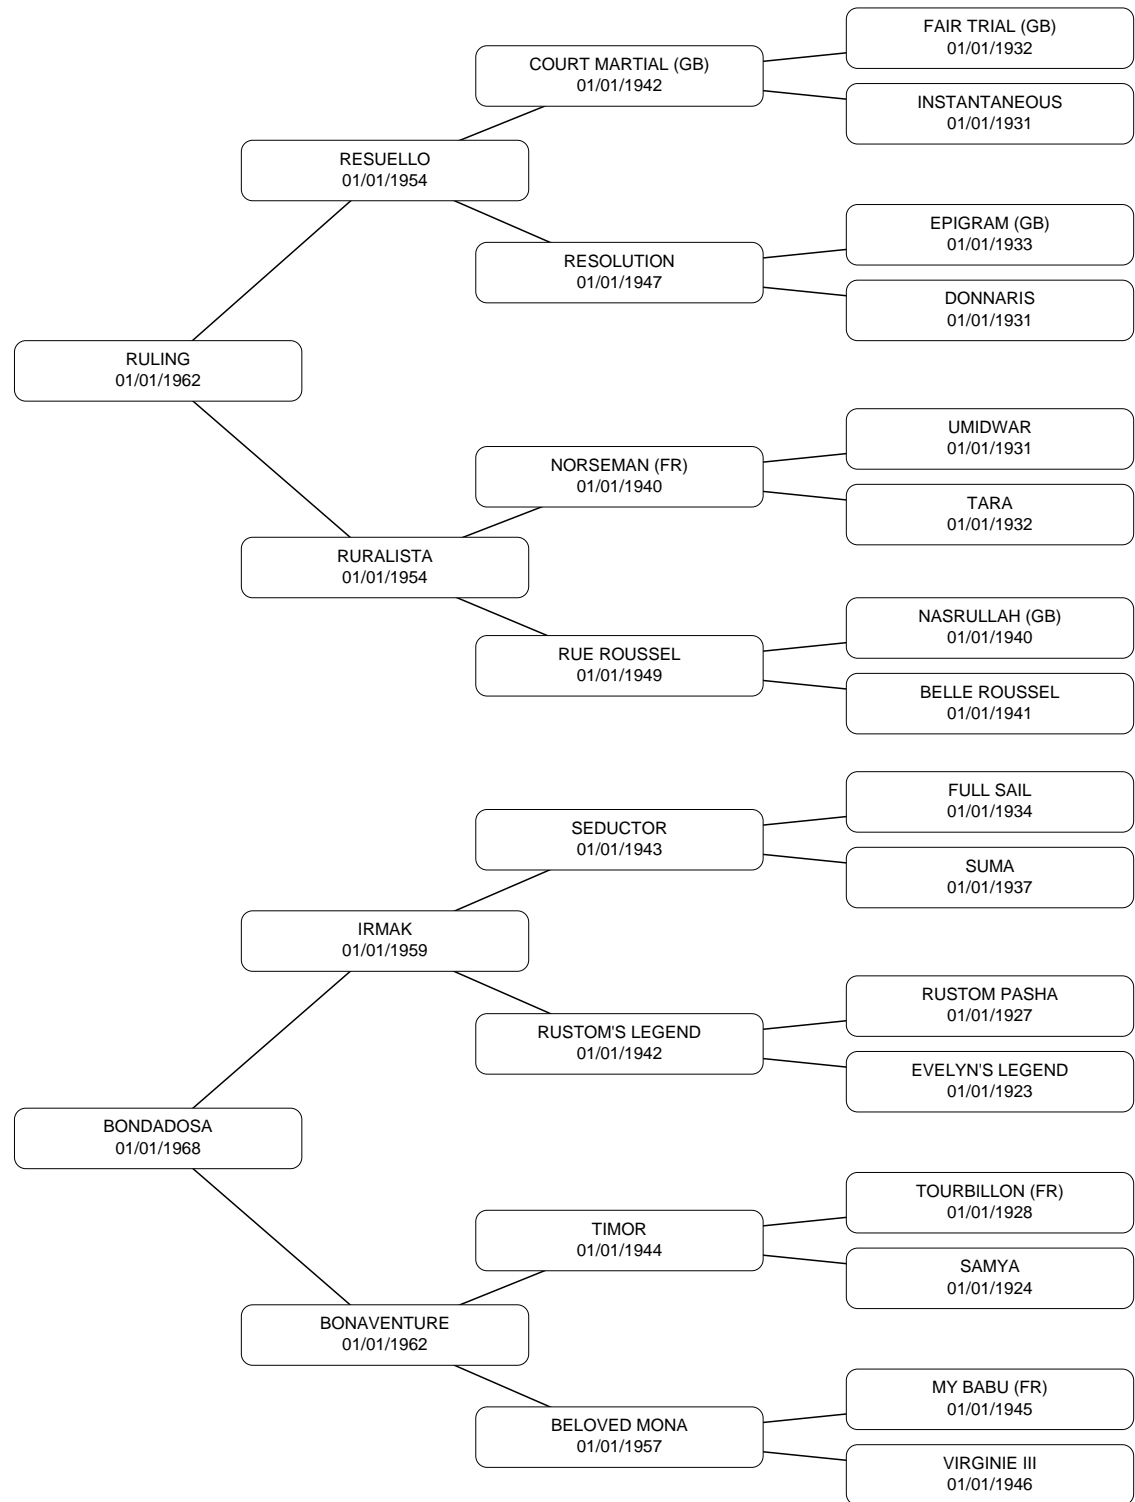 FAIR TRIAL (GB)
01/01/1932
COURT MARTIAL (GB)
01/01/1942
INSTANTANEOUS
01/01/1931
RESUELLO
01/01/1954
EPIGRAM (GB)
01/01/1933
RESOLUTION
01/01/1947
DONNARIS
01/01/1931
RULING
01/01/1962
UMIDWAR
01/01/1931
NORSEMAN (FR)
01/01/1940
TARA
01/01/1932
RURALISTA
01/01/1954
NASRULLAH (GB)
01/01/1940
RUE ROUSSEL
01/01/1949
BELLE ROUSSEL
01/01/1941
FULL SAIL
01/01/1934
SEDUCTOR
01/01/1943
SUMA
01/01/1937
IRMAK
01/01/1959
RUSTOM PASHA
01/01/1927
RUSTOM'S LEGEND
01/01/1942
EVELYN'S LEGEND
01/01/1923
BONDADOSA
01/01/1968
TOURBILLON (FR)
01/01/1928
TIMOR
01/01/1944
SAMYA
01/01/1924
BONAVENTURE
01/01/1962
MY BABU (FR)
01/01/1945
BELOVED MONA
01/01/1957
VIRGINIE III
01/01/1946